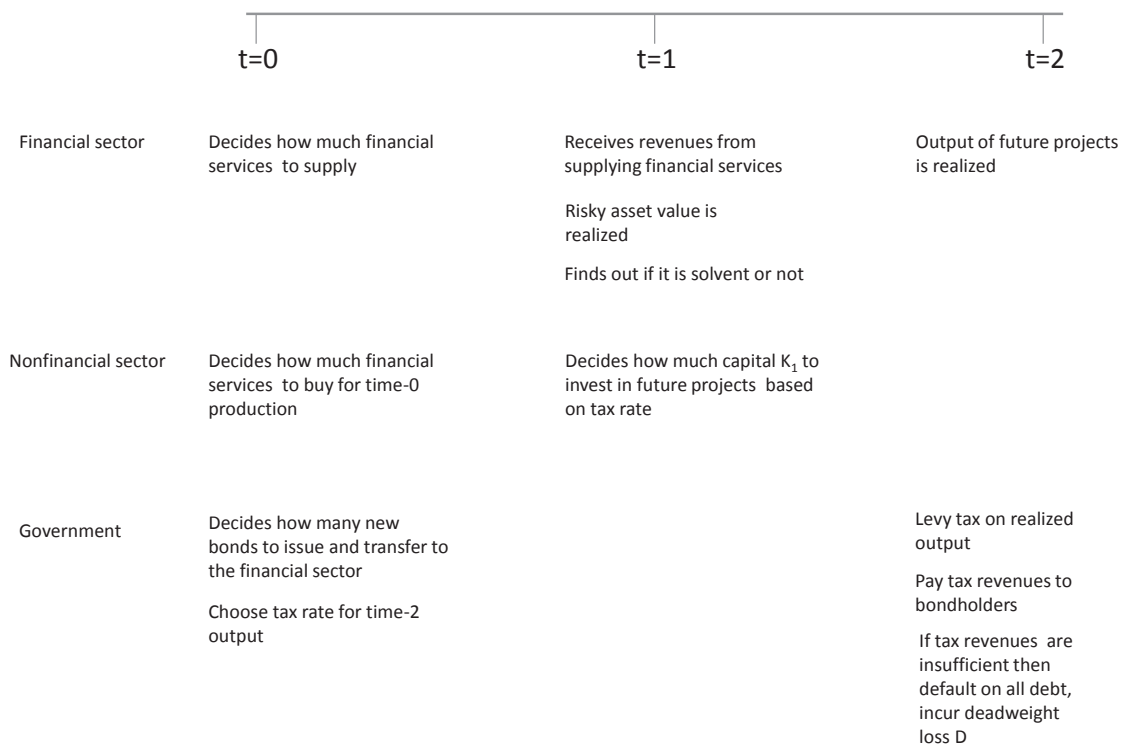 t=0
t=1
t=2
Financial sector
Decides how much financial
services to supply
Receives revenues from
supplying financial services
Risky asset value is
realized
Finds out if it is solvent or not
Output of future projects
is realized
Nonfinancial sector
Decides how much financial
services to buy for time-0
production
Decides how much capital K₁ to
invest in future projects based
on tax rate
Government
Decides how many new
bonds to issue and transfer to
the financial sector
Choose tax rate for time-2
output
Levy tax on realized
output
Pay tax revenues to
bondholders
If tax revenues are
insufficient then
default on all debt,
incur deadweight
loss D